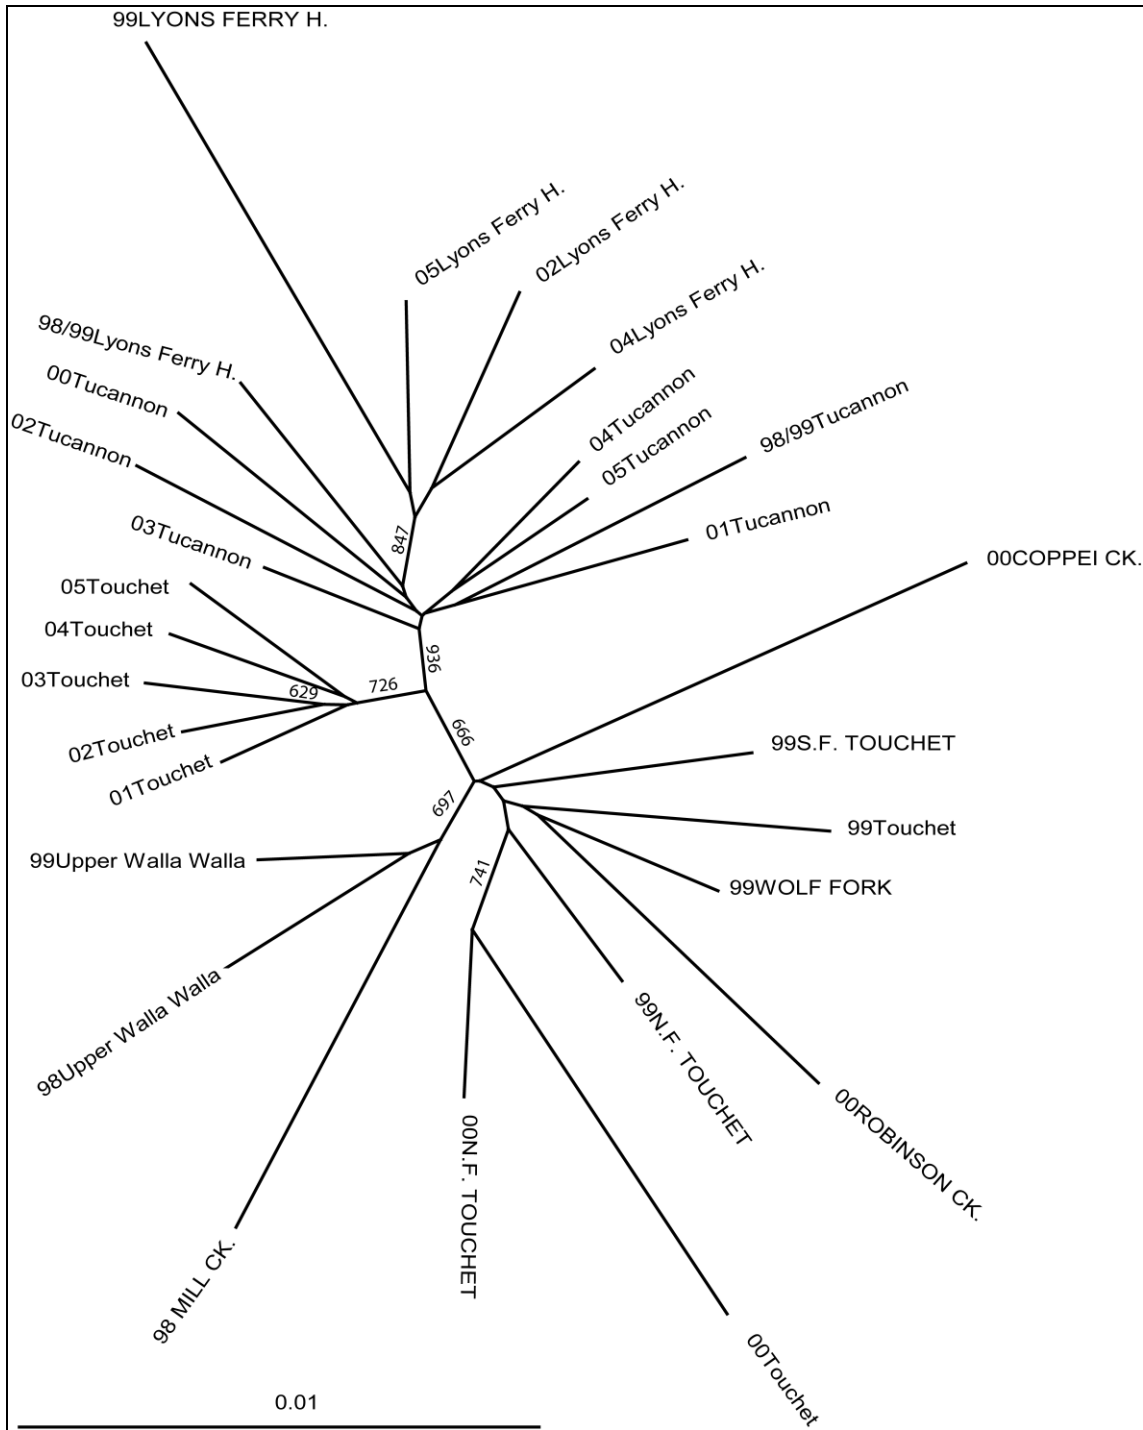 99LYONS FERRY H.
05Lyons Ferry H.
02Lyons Ferry H.
04Lyons Ferry H.
98/99Lyons Ferry H.
00Tucannon
02Tucannon
03Tucannon
04Tucannon
05Tucannon
98/99Tucannon
01Tucannon
847
936
05Touchet
04Touchet
03Touchet
02Touchet
01Touchet
629
726
666
00COPPEI CK.
99S.F. TOUCHET
99Touchet
99WOLF FORK
697
741
99Upper Walla Walla
98Upper Walla Walla
98 MILL CK.
00N.F. TOUCHET
99N.F. TOUCHET
00ROBINSON CK.
00Touchet
0.01